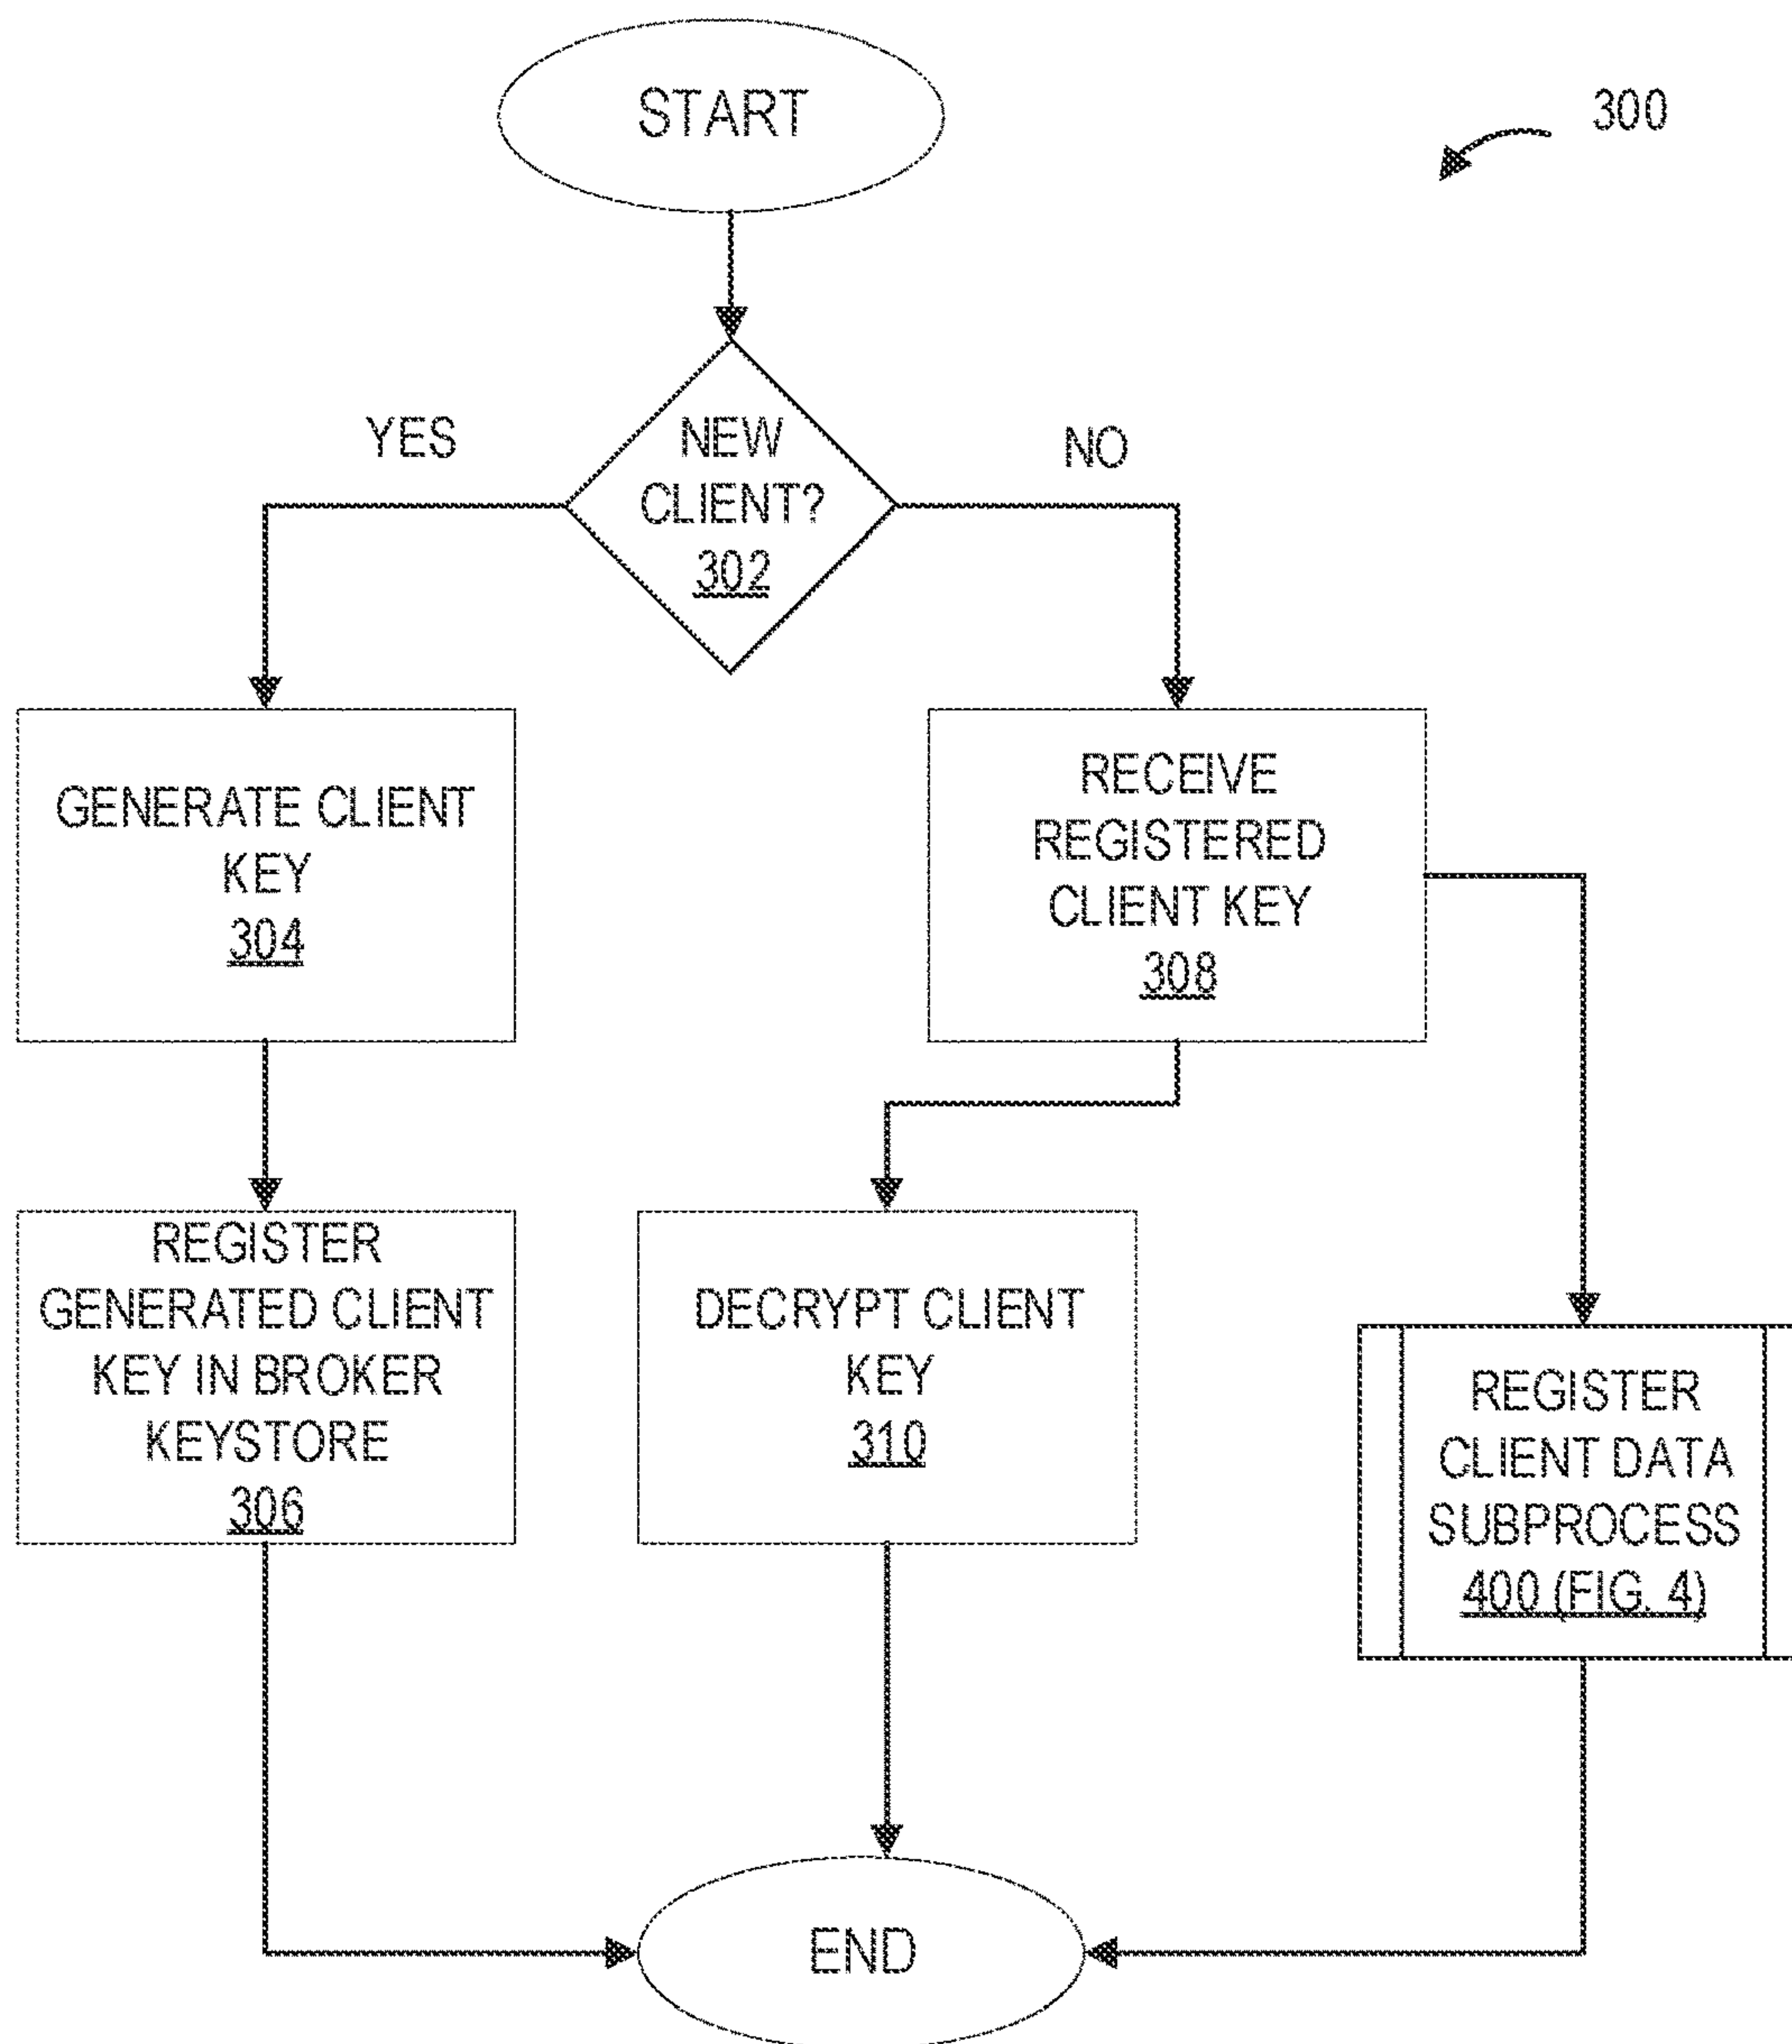 START
300
NEW
CLIENT?
302
YES
NO
GENERATE CLIENT
KEY
304
RECEIVE
REGISTERED
CLIENT KEY
308
REGISTER
GENERATED CLIENT
KEY IN BROKER
KEYSTORE
306
DECRYPT CLIENT
KEY
310
REGISTER
CLIENT DATA
SUBPROCESS
400 (FIG. 4)
END